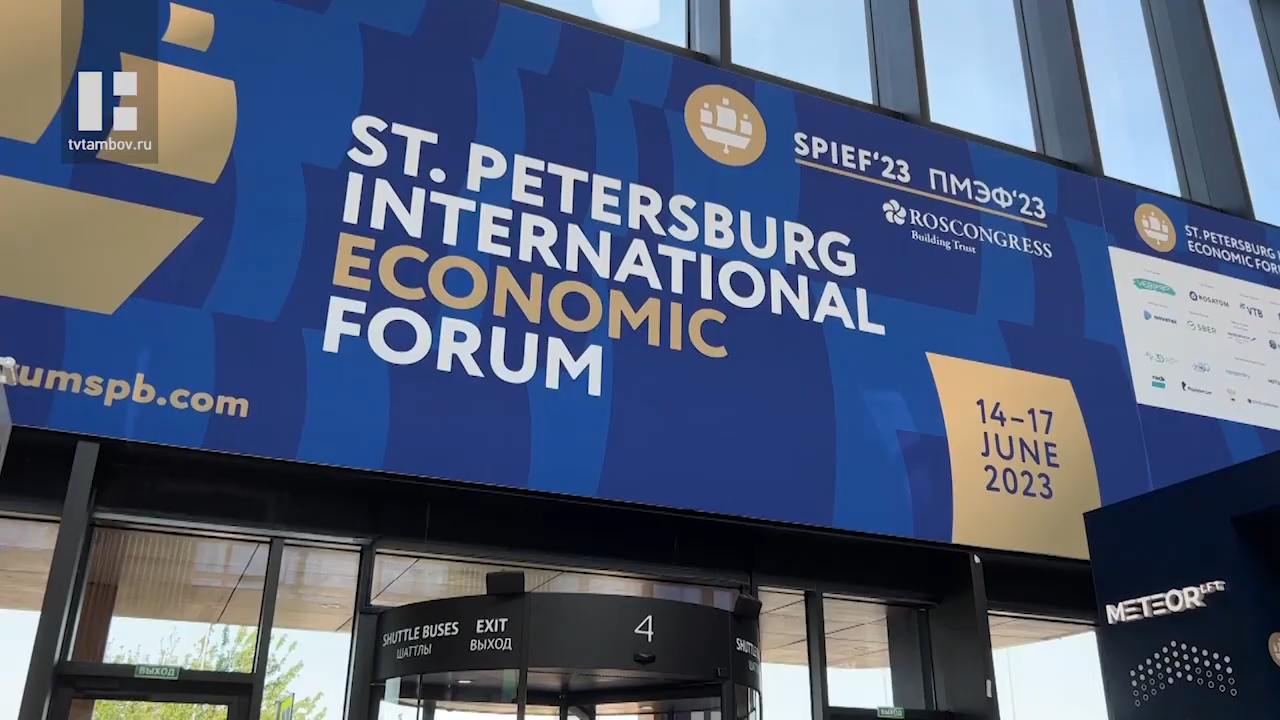 tvtambov.ru
ST. PETERSBURG
INTERNATIONAL
ECONOMIC
FORUM
SPIEF‘23 ПМЭФ‘23
ROSCONGRESS
Building Trust
umspb.com
14–17
JUNE
2023
ST. PETERSBURG
ECONOMIC
ROSATOM
VTB
SBER
METEOR
SHUTTLE BUSES
ШАТТЛЫ
EXIT
ВЫХОД
4
ВЫХОД
ВЫХОД